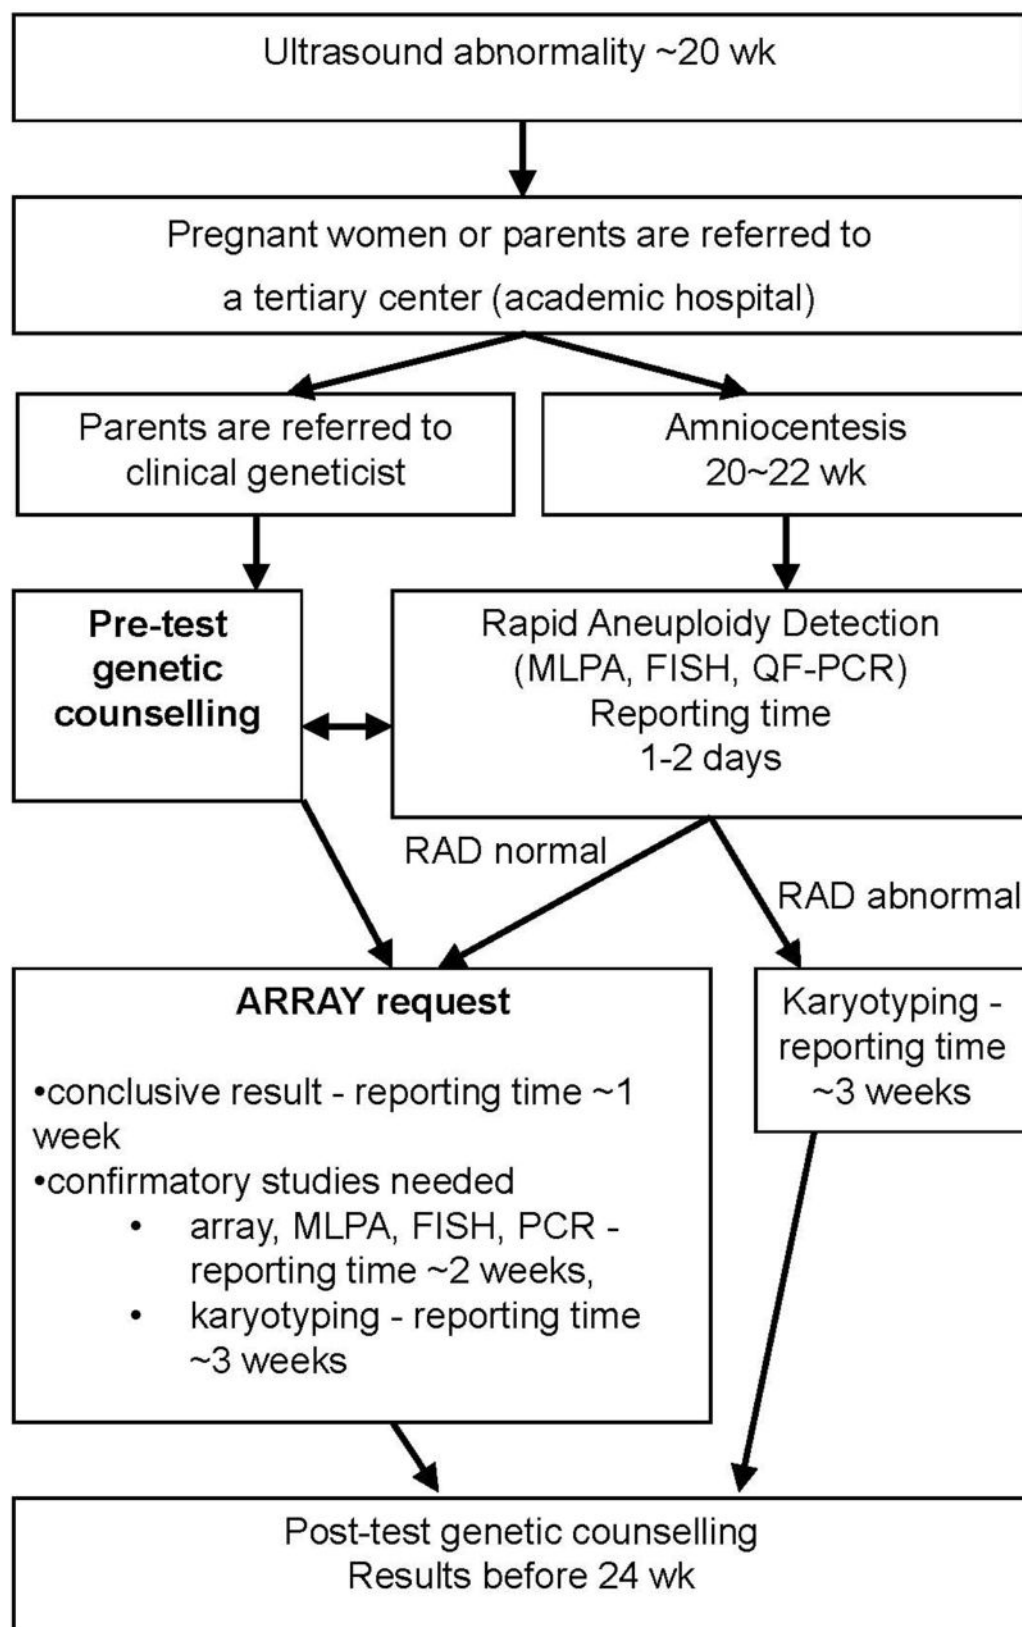 Ultrasound abnormality ~20 wk
Pregnant women or parents are referred to
a tertiary center (academic hospital)
Parents are referred to
clinical geneticist
Amniocentesis
20~22 wk
Pre-test
genetic
counselling
Rapid Aneuploidy Detection
(MLPA, FISH, QF-PCR)
Reporting time
1-2 days
RAD normal
RAD abnormal
ARRAY request
•conclusive result - reporting time ~1
week
•confirmatory studies needed
• array, MLPA, FISH, PCR -
reporting time ~2 weeks,
• karyotyping - reporting time
~3 weeks
Karyotyping -
reporting time
~3 weeks
Post-test genetic counselling
Results before 24 wk